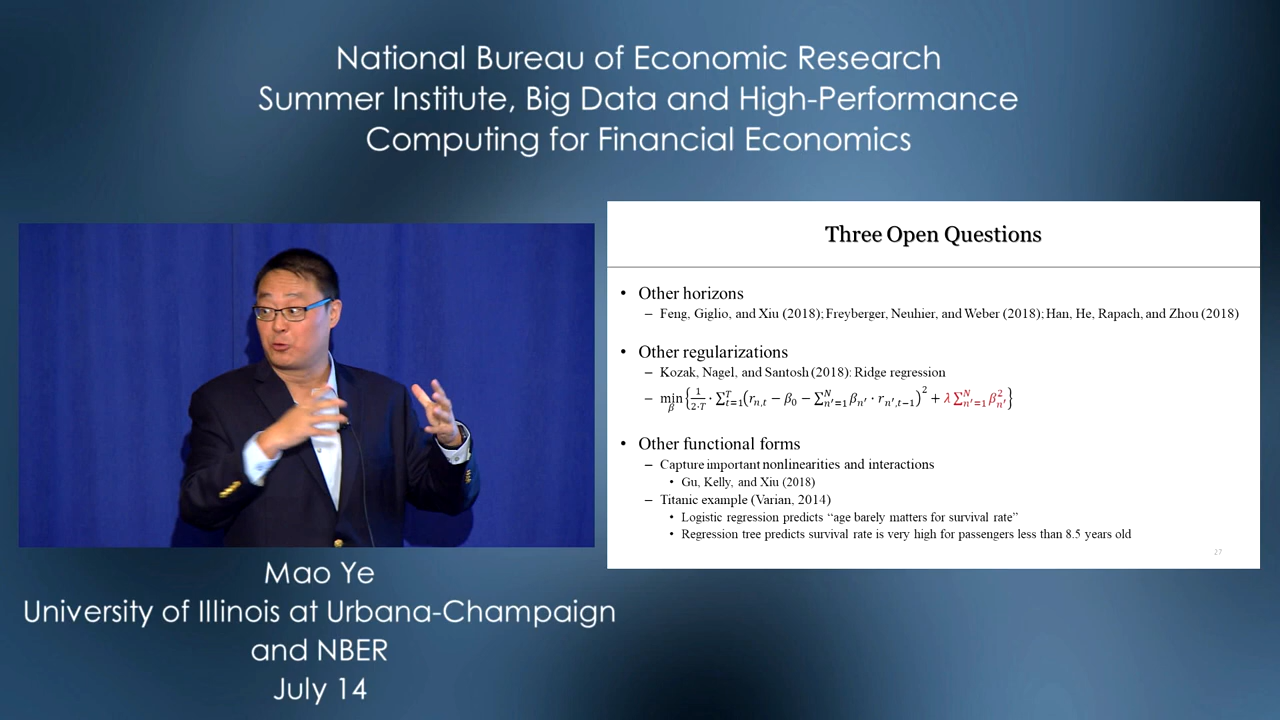 National Bureau of Economic Research
Summer Institute, Big Data and High-Performance
Computing for Financial Economics
Three Open Questions
• Other horizons
– Feng, Giglio, and Xiu (2018); Freyberger, Neuhier, and Weber (2018); Han, He, Rapach, and Zhou (2018)
• Other regularizations
– Kozak, Nagel, and Santosh (2018): Ridge regression
– min_β {1/(2·T) · Σ_{t=1}^{T} (r_{n,t} − β_0 − Σ_{n′=1}^{N} β_{n′} · r_{n′,t−1})^2 + λ Σ_{n′=1}^{N} β_{n′}^2}
• Other functional forms
– Capture important nonlinearities and interactions
• Gu, Kelly, and Xiu (2018)
– Titanic example (Varian, 2014)
• Logistic regression predicts “age barely matters for survival rate”
• Regression tree predicts survival rate is very high for passengers less than 8.5 years old
27
Mao Ye
University of Illinois at Urbana-Champaign
and NBER
July 14